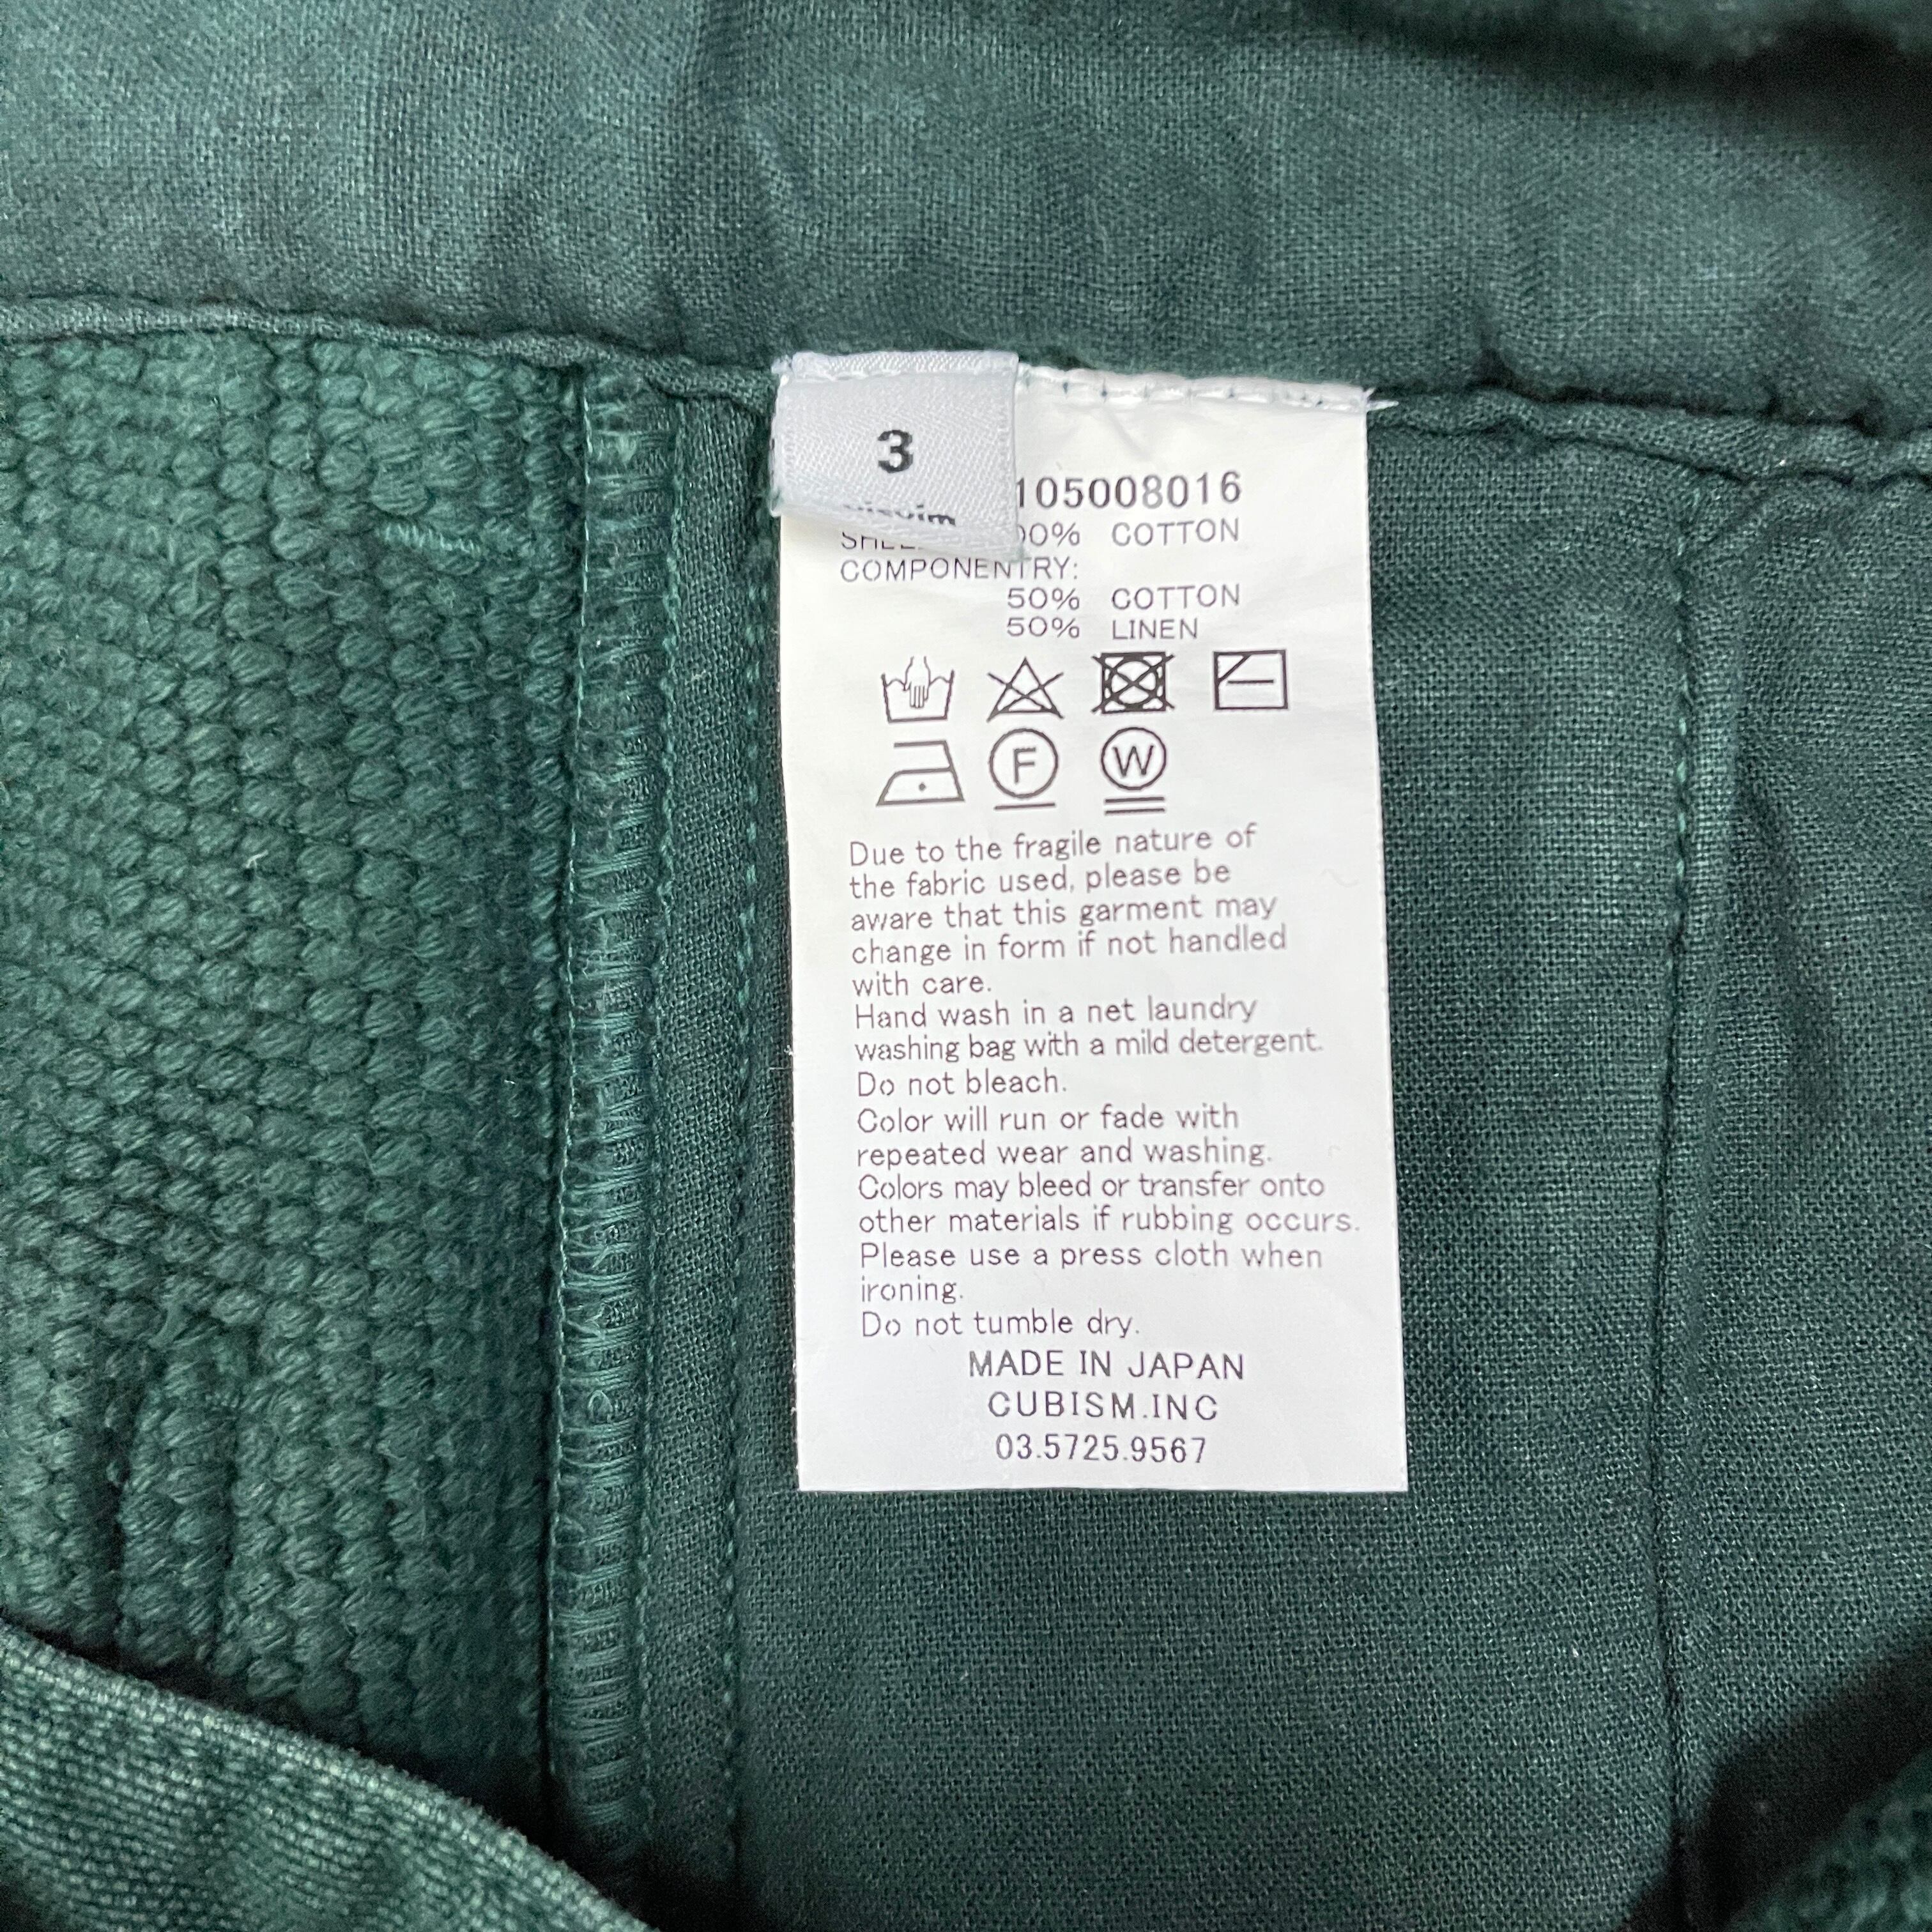 3
105008016
COTTON
COMPONENTRY:
50% COTTON
50% LINEN
F W
Due to the fragile nature of
the fabric used, please be
aware that this garment may
change in form if not handled
with care.
Hand wash in a net laundry
washing bag with a mild detergent.
Do not bleach.
Color will run or fade with
repeated wear and washing.
Colors may bleed or transfer onto
other materials if rubbing occurs.
Please use a press cloth when
ironing.
Do not tumble dry.
MADE IN JAPAN
CUBISM.INC
03.5725.9567